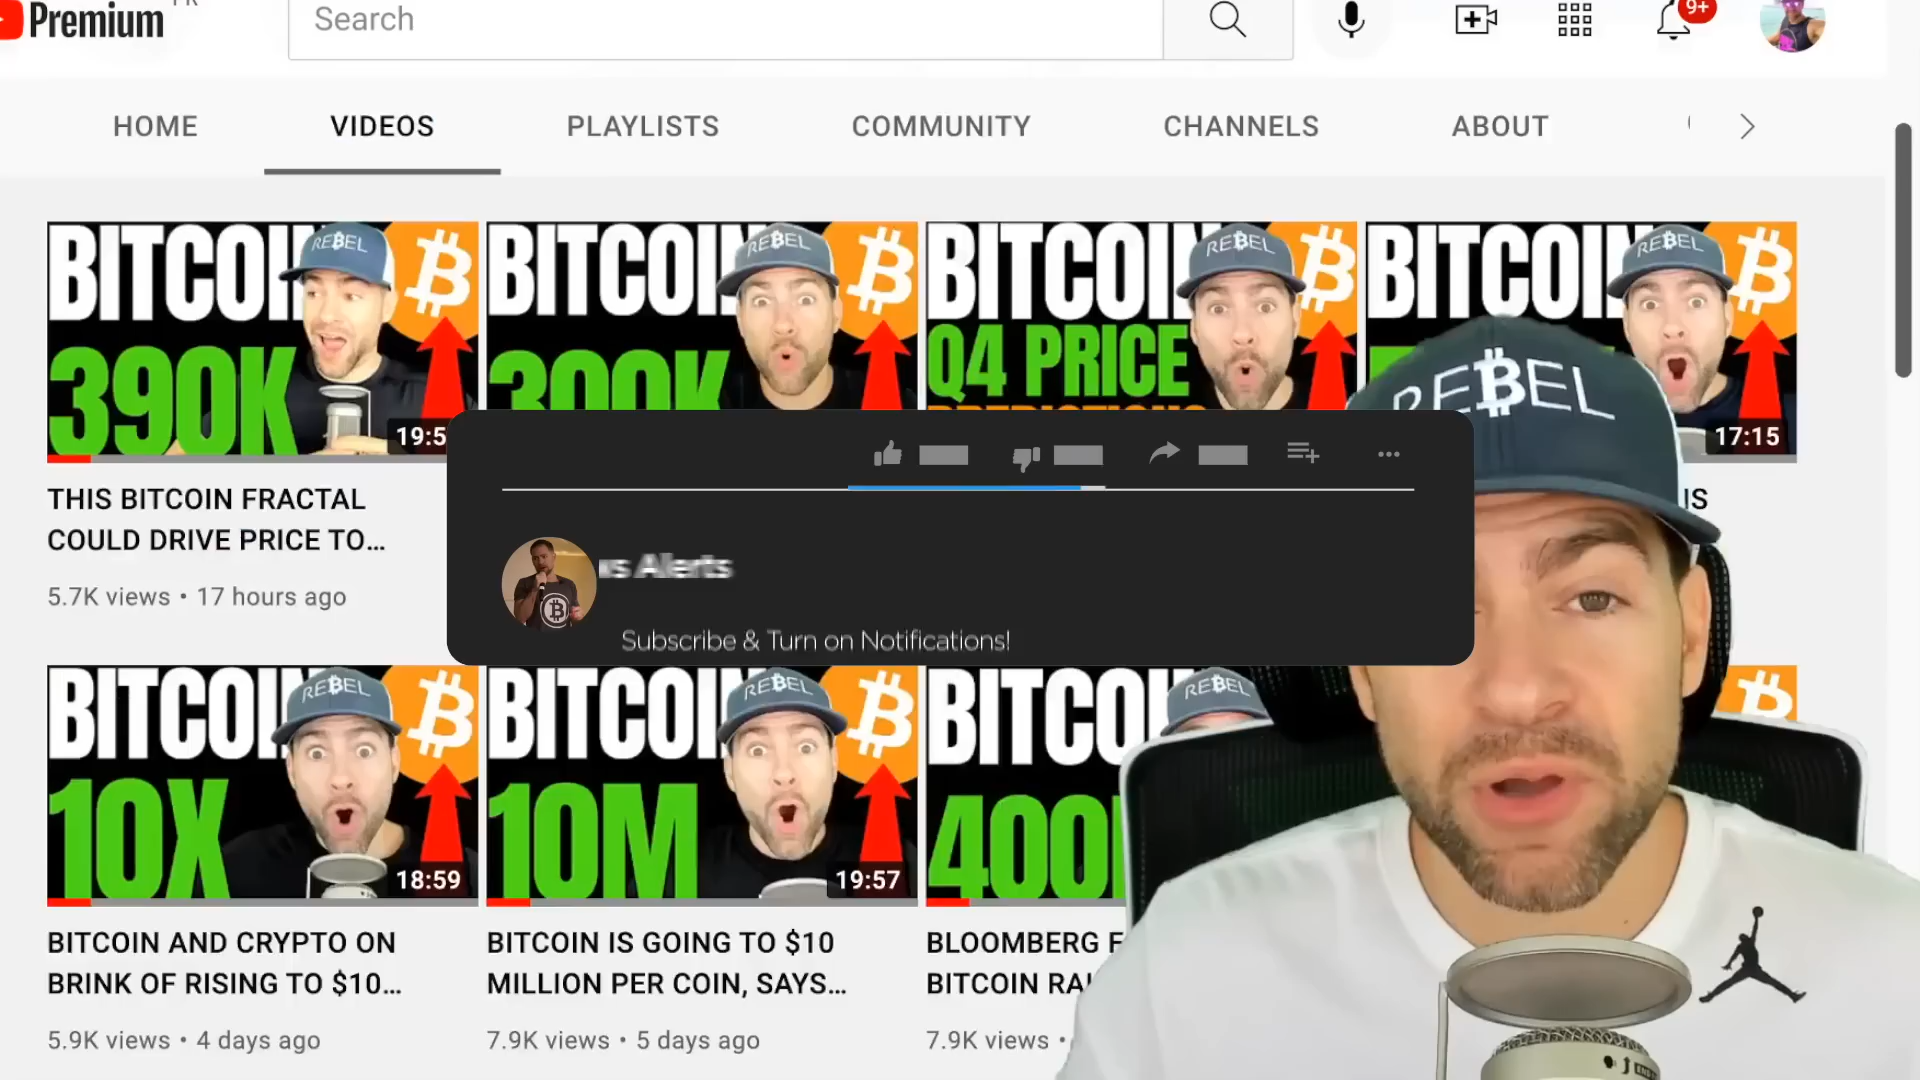 Premium
Search
9+
HOME
VIDEOS
PLAYLISTS
COMMUNITY
CHANNELS
ABOUT
BITCOIN
390K
REBEL
BITCOIN
300K
REBEL
BITCOIN
Q4 PRICE
PREDICTIONS
REBEL
BITCOIN
REBEL
17:15
REBEL
THIS BITCOIN FRACTAL
COULD DRIVE PRICE TO...
5.7K views • 17 hours ago
Alerts
Subscribe & Turn on Notifications!
BITCOIN
10X
REBEL
18:59
BITCOIN
10M
REBEL
19:57
BITCOIN
REBEL
BITCOIN AND CRYPTO ON
BRINK OF RISING TO $10...
5.9K views • 4 days ago
BITCOIN IS GOING TO $10
MILLION PER COIN, SAYS...
7.9K views • 5 days ago
BLOOMBERG
BITCOIN
7.9K views •